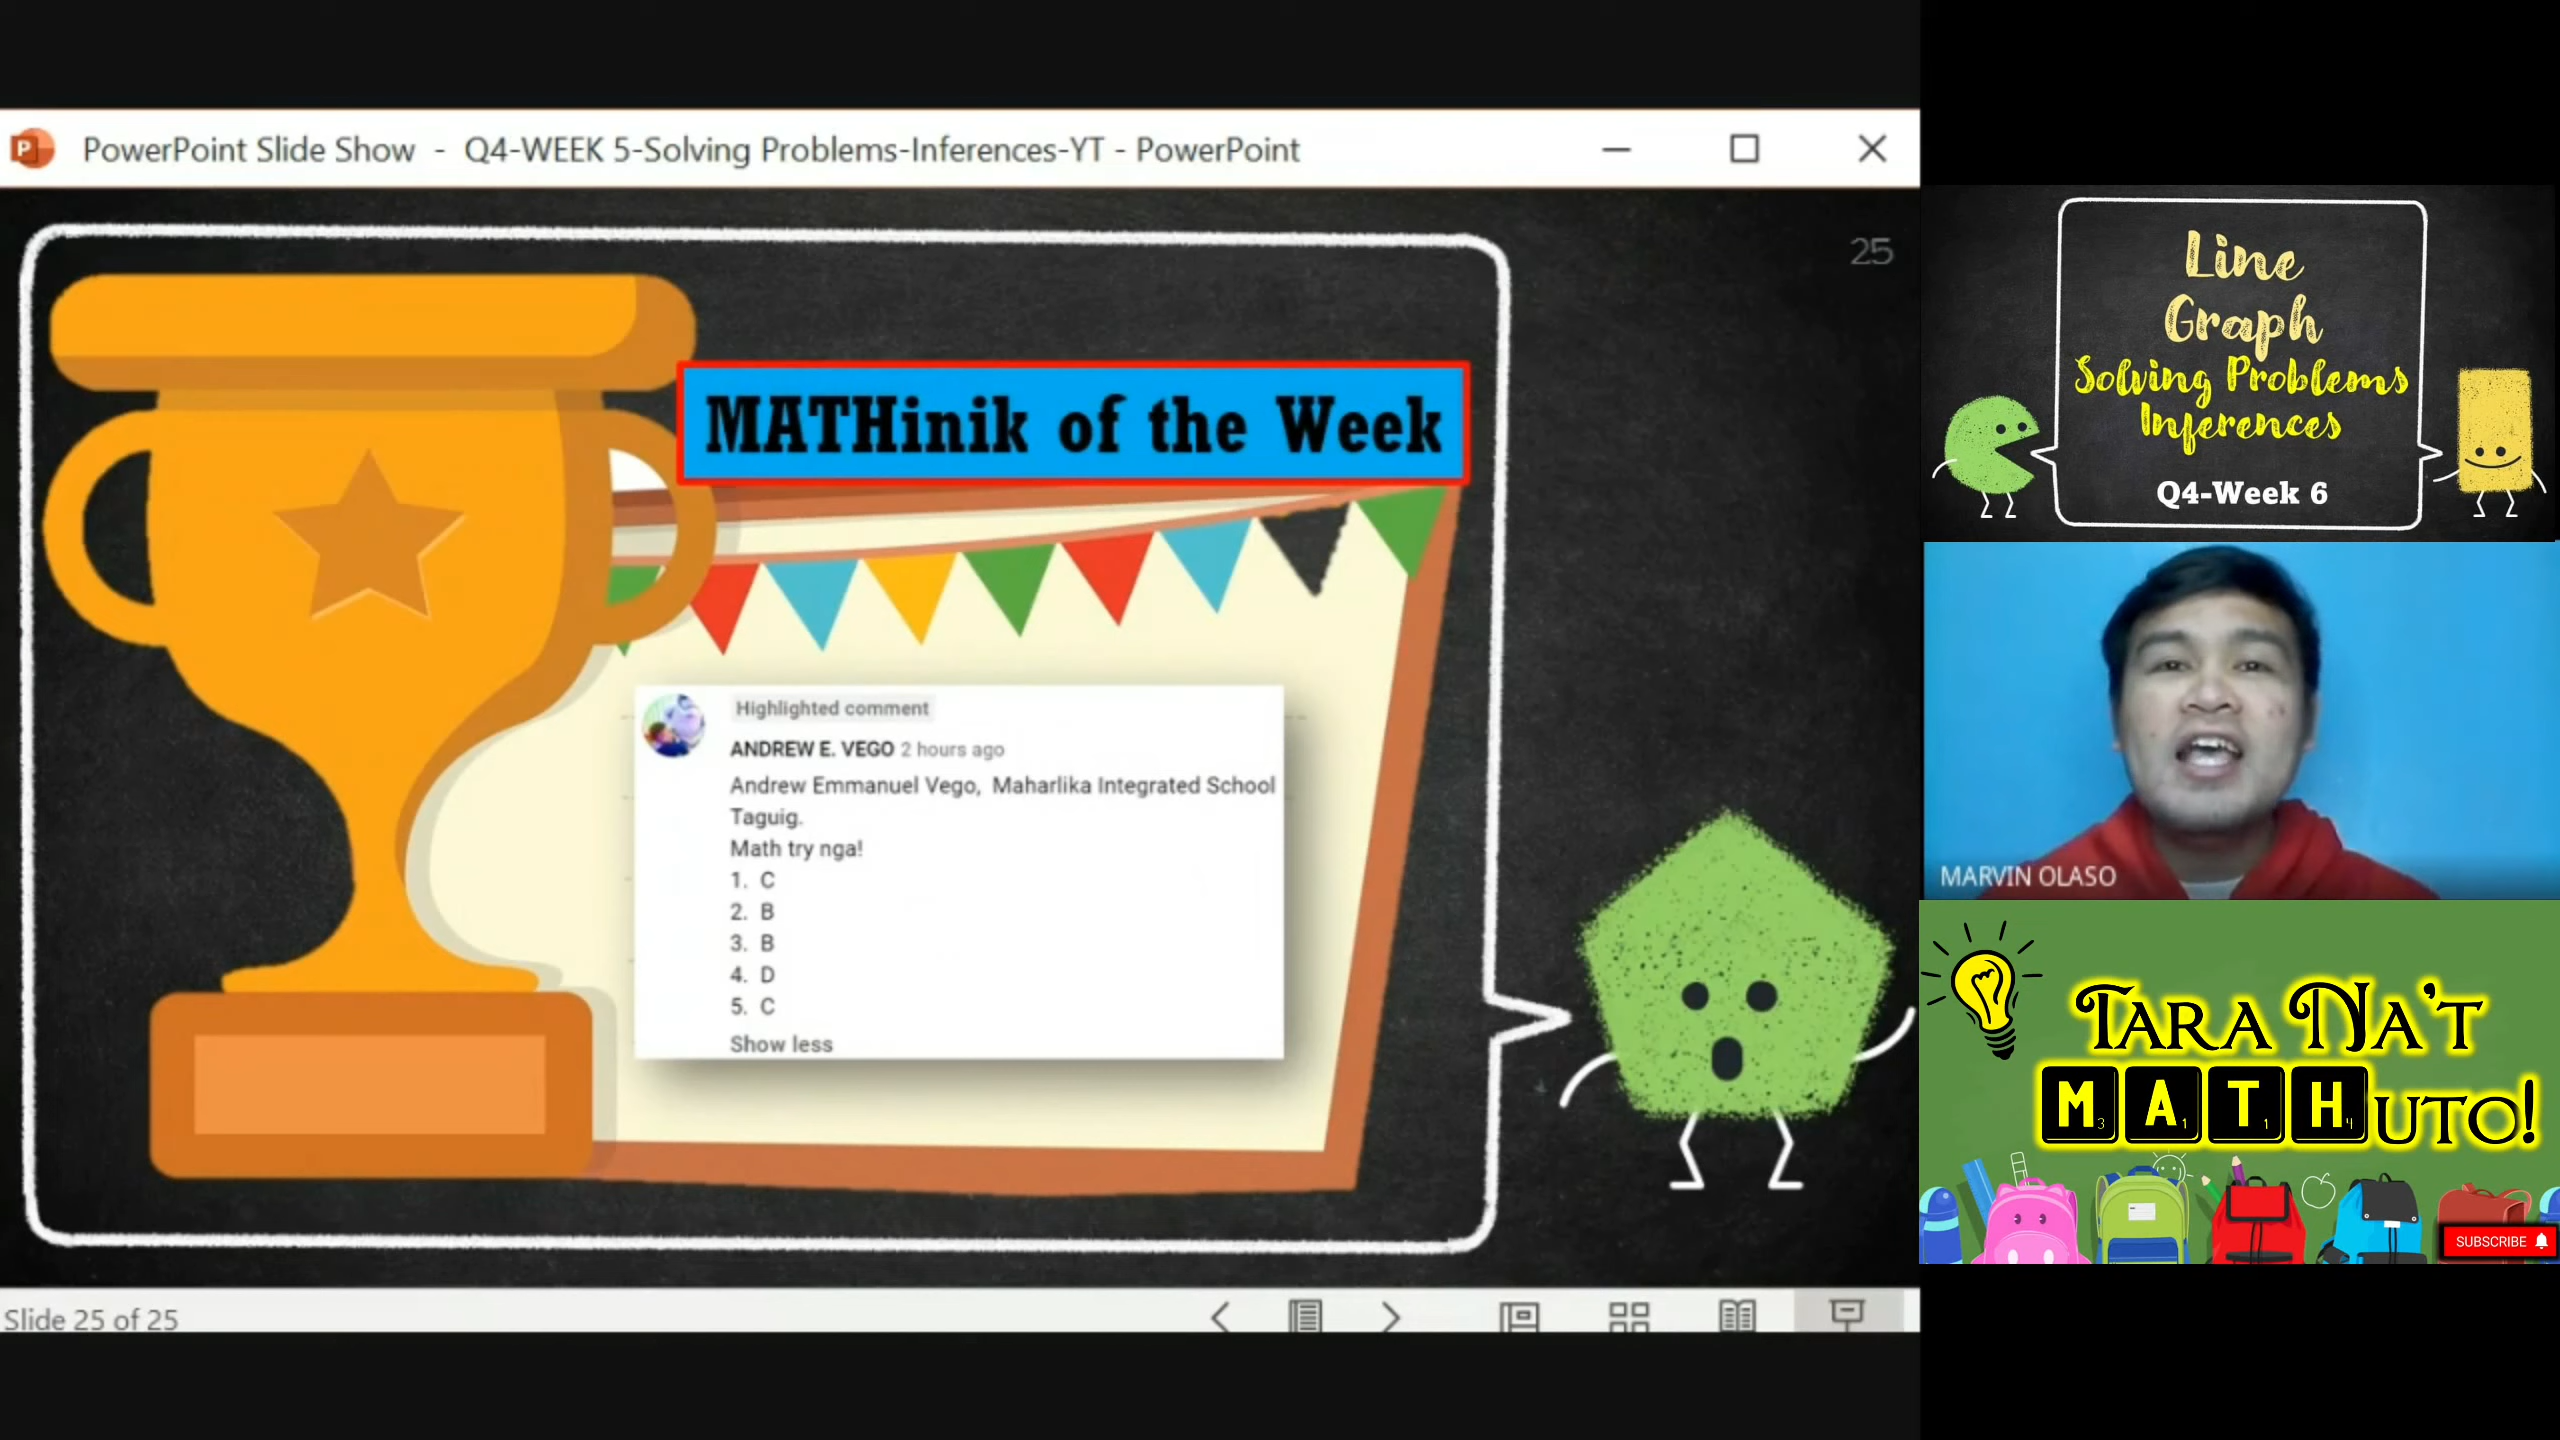 PowerPoint Slide Show - Q4-WEEK 5-Solving Problems-Inferences-YT - PowerPoint
25
MATHinik of the Week
Highlighted comment
ANDREW E. VEGO 2 hours ago
Andrew Emmanuel Vego, Maharlika Integrated School
Taguig.
Math try nga!
1. C
2. B
3. B
4. D
5. C
Show less
Slide 25 of 25
Line
Graph
Solving Problems
Inferences
Q4-Week 6
MARVIN OLASO
TARA NA'T
MATHUTO!
SUBSCRIBE